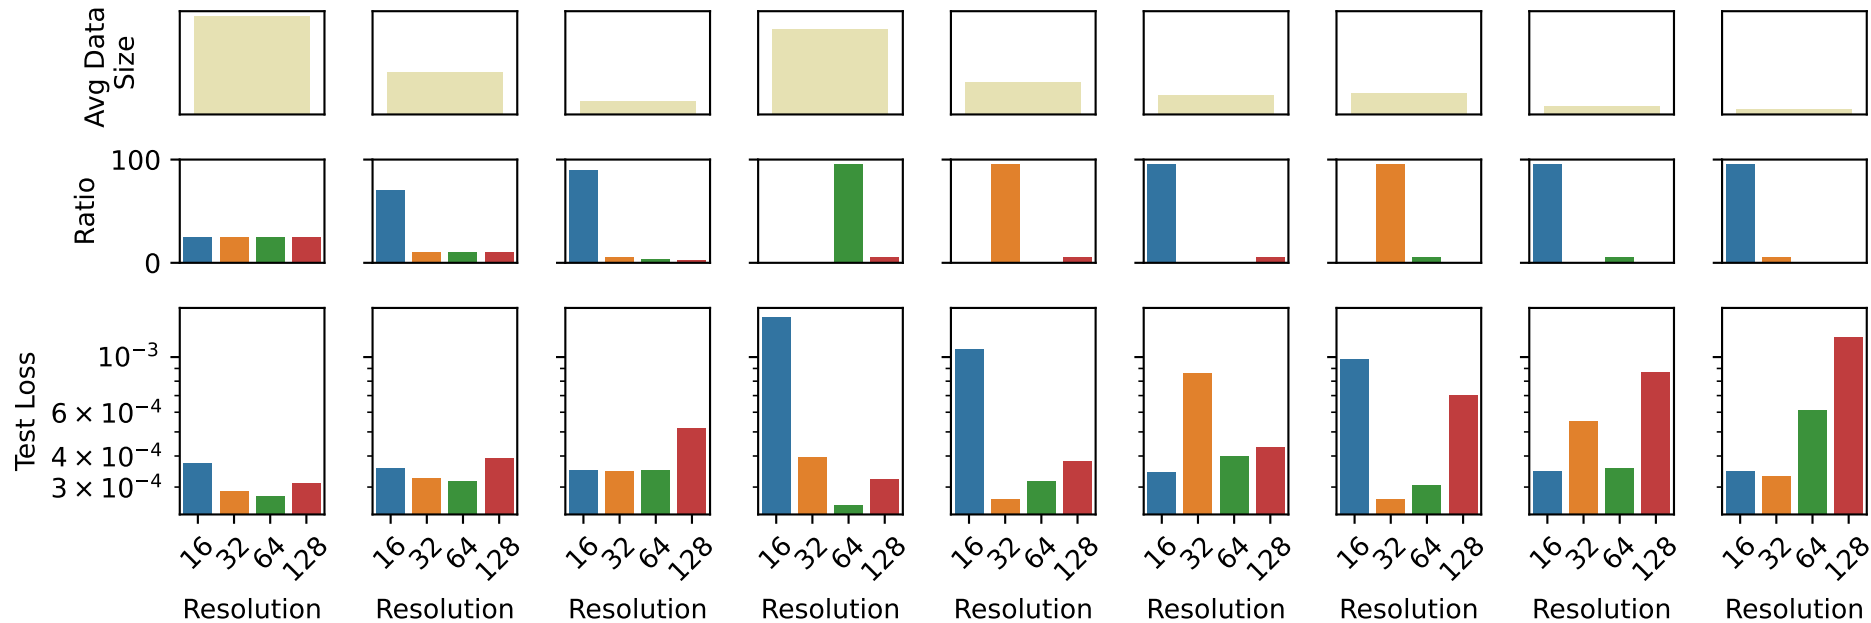 Avg Data
Size
100
0
Ratio
10⁻³
6 × 10⁻⁴
4 × 10⁻⁴
3 × 10⁻⁴
Test Loss
16 32 64 128 16 32 64 128 16 32 64 128 16 32 64 128 16 32 64 128 16 32 64 128 16 32 64 128 16 32 64 128 16 32 64 128
Resolution Resolution Resolution Resolution Resolution Resolution Resolution Resolution Resolution